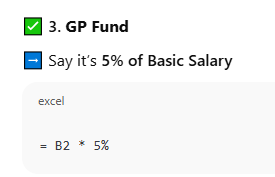 ✅ 3. GP Fund
➡ Say it’s 5% of Basic Salary
excel
= B2 * 5%